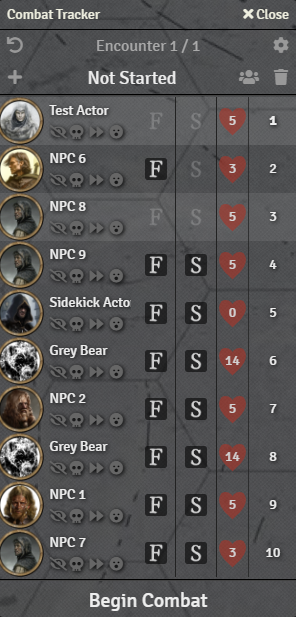 Combat Tracker Close
Encounter 1 / 1
Not Started
Test Actor F S 5 1
NPC 6 F S 3 2
NPC 8 F S 5 3
NPC 9 F S 5 4
Sidekick Acto F S 0 5
Grey Bear F S 14 6
NPC 2 F S 5 7
Grey Bear F S 14 8
NPC 1 F S 5 9
NPC 7 F S 3 10
Begin Combat